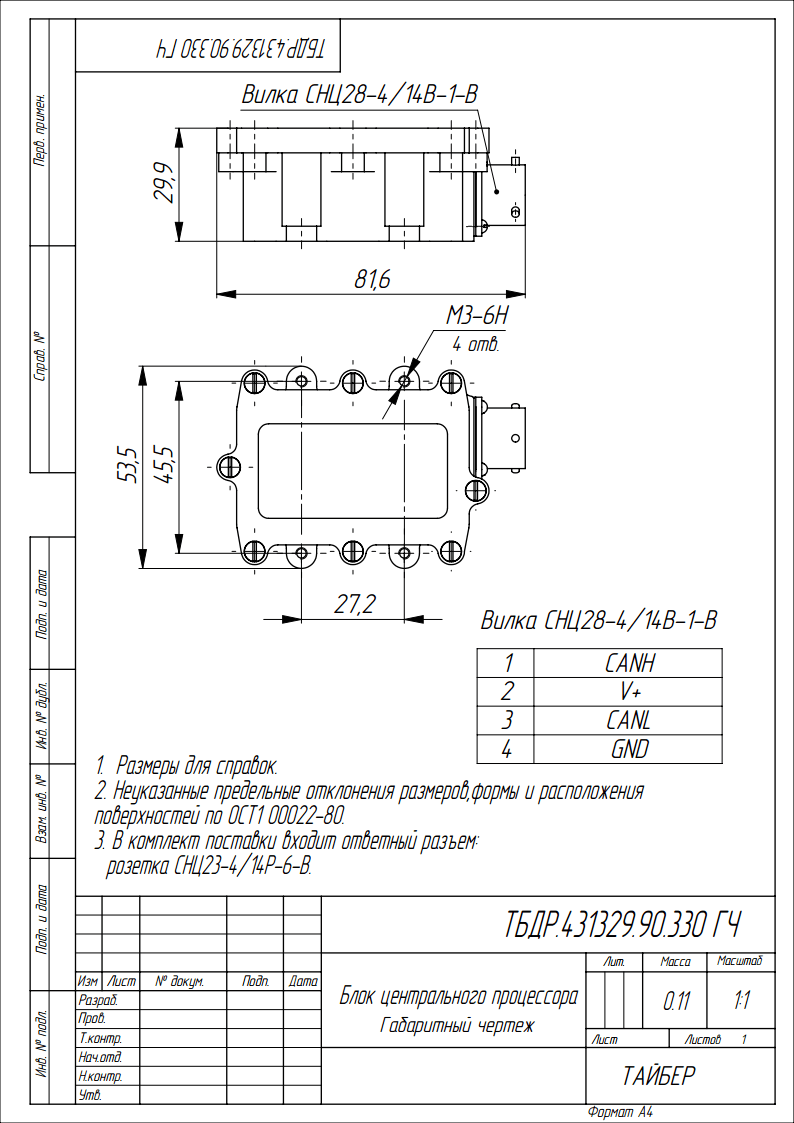 ТБДР.431329.90.330 ГЧ
Перв. примен.
Справ. №
Подп. и дата
Инв. № дубл.
Взам. инв. №
Подп. и дата
Инв. № подл.
Вилка СНЦ28-4/14В-1-В
29,9
81,6
М3-6Н
4 отв.
53,5
45,5
27,2
Вилка СНЦ28-4/14В-1-В
1 CANH
2 V+
3 CANL
4 GND
1. Размеры для справок.
2. Неуказанные предельные отклонения размеров,формы и расположения
поверхностей по ОСТ1 00022-80.
3. В комплект поставки входит ответный разъем:
розетка СНЦ23-4/14Р-6-В.
ТБДР.431329.90.330 ГЧ
Лит. Масса Масштаб
Изм Лист № докум. Подп. Дата
Разраб.
Пров.
Т.контр.
Нач.отд.
Н.контр.
Утв.
Блок центрального процессора
Габаритный чертеж
0.11 1:1
Лист Листов 1
ТАЙБЕР
Формат А4